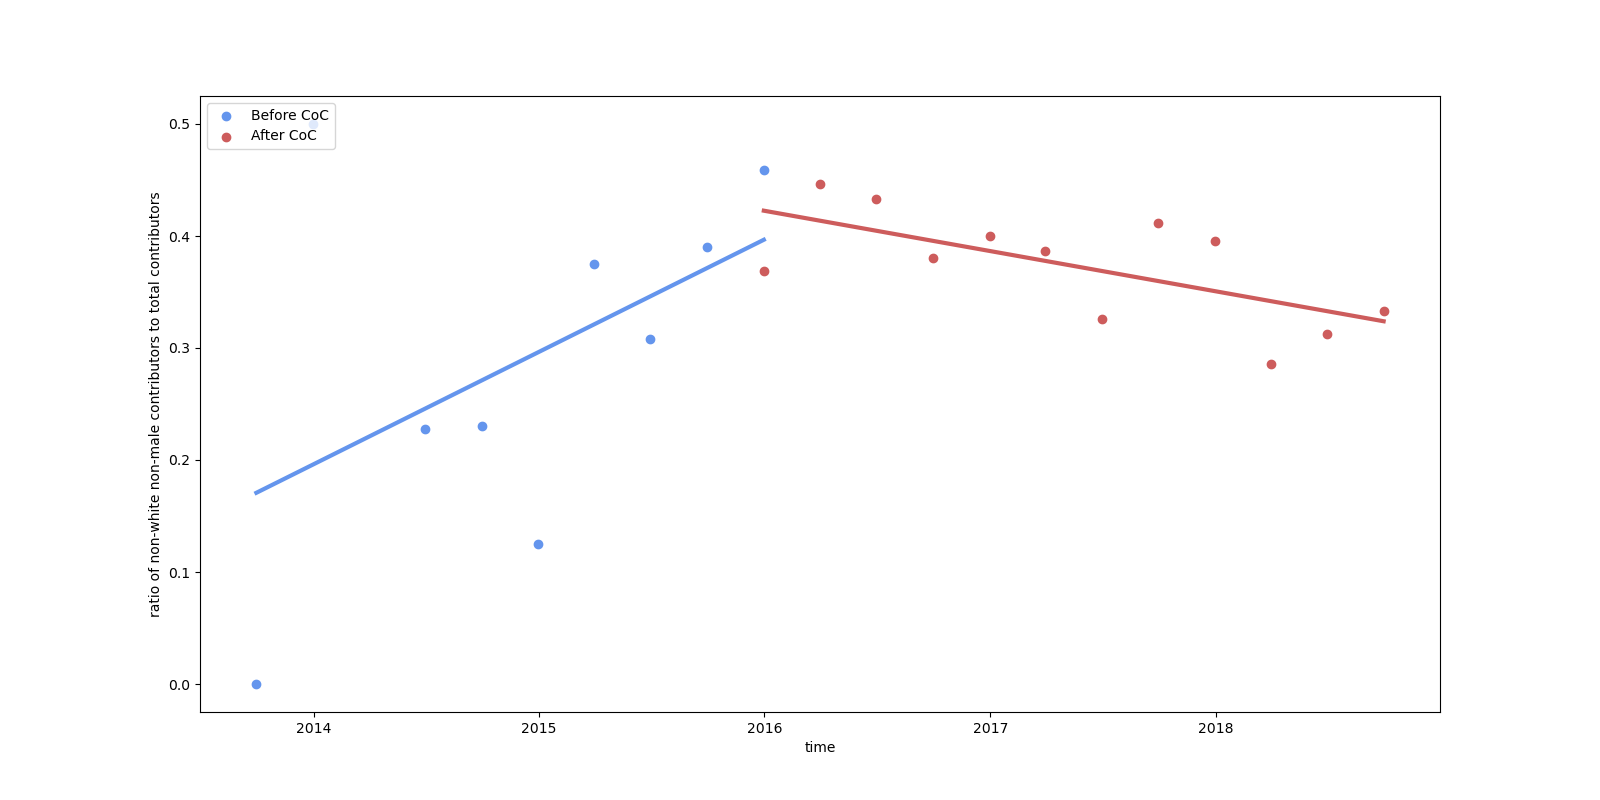 Before CoC
After CoC
0.5
0.4
0.3
0.2
0.1
0.0
ratio of non-white non-male contributors to total contributors
2014 2015 2016 2017 2018
time